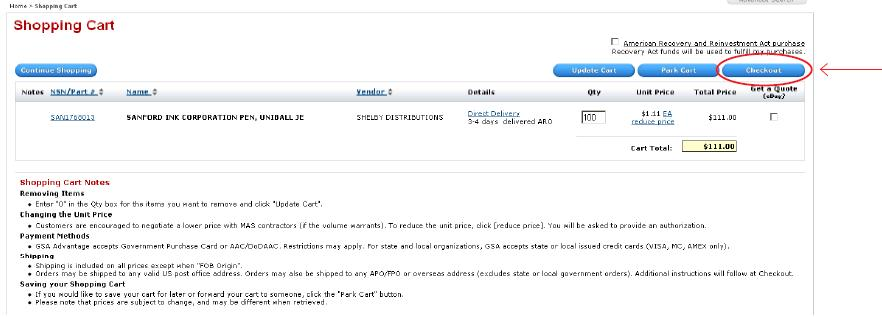 Advanced Search
Home > Shopping Cart
Shopping Cart
American Recovery and Reinvestment Act purchase
Recovery Act funds will be used to fulfill my purchases.
Continue Shopping Update Cart Park Cart Checkout
Notes NSN/Part # Name Vendor Details Qty Unit Price Total Price Get a Quote
(eBuy)
SANFORD INK CORPORATION PEN, UNIBALL JE SHELBY DISTRIBUTIONS Direct Delivery 100 $1.11 EA $111.00
3-4 days delivered ARO reduce price
Cart Total: $111.00
Shopping Cart Notes
Removing Items
• Enter "0" in the Qty box for the items you want to remove and click "Update Cart".
Changing the Unit Price
• Customers are encouraged to negotiate a lower price with MAS contractors (if the volume warrants). To reduce the unit price, click [reduce price]. You will be asked to provide an authorization.
Payment Methods
• GSA Advantage accepts Government Purchase Card or AAC/DoDAAC. Restrictions may apply. For state and local organizations, GSA accepts state or local issued credit cards (VISA, MC, AMEX only).
Shipping
• Shipping is included on all prices except when "FOB Origin".
• Orders may be shipped to any valid US post office address. Orders may also be shipped to any APO/FPO or overseas address (excludes state or local government orders). Additional instructions will follow at Checkout.
Saving your Shopping Cart
• If you would like to save your cart for later or forward your cart to someone, click the "Park Cart" button.
• Please note that prices are subject to change, and may be different when retrieved.